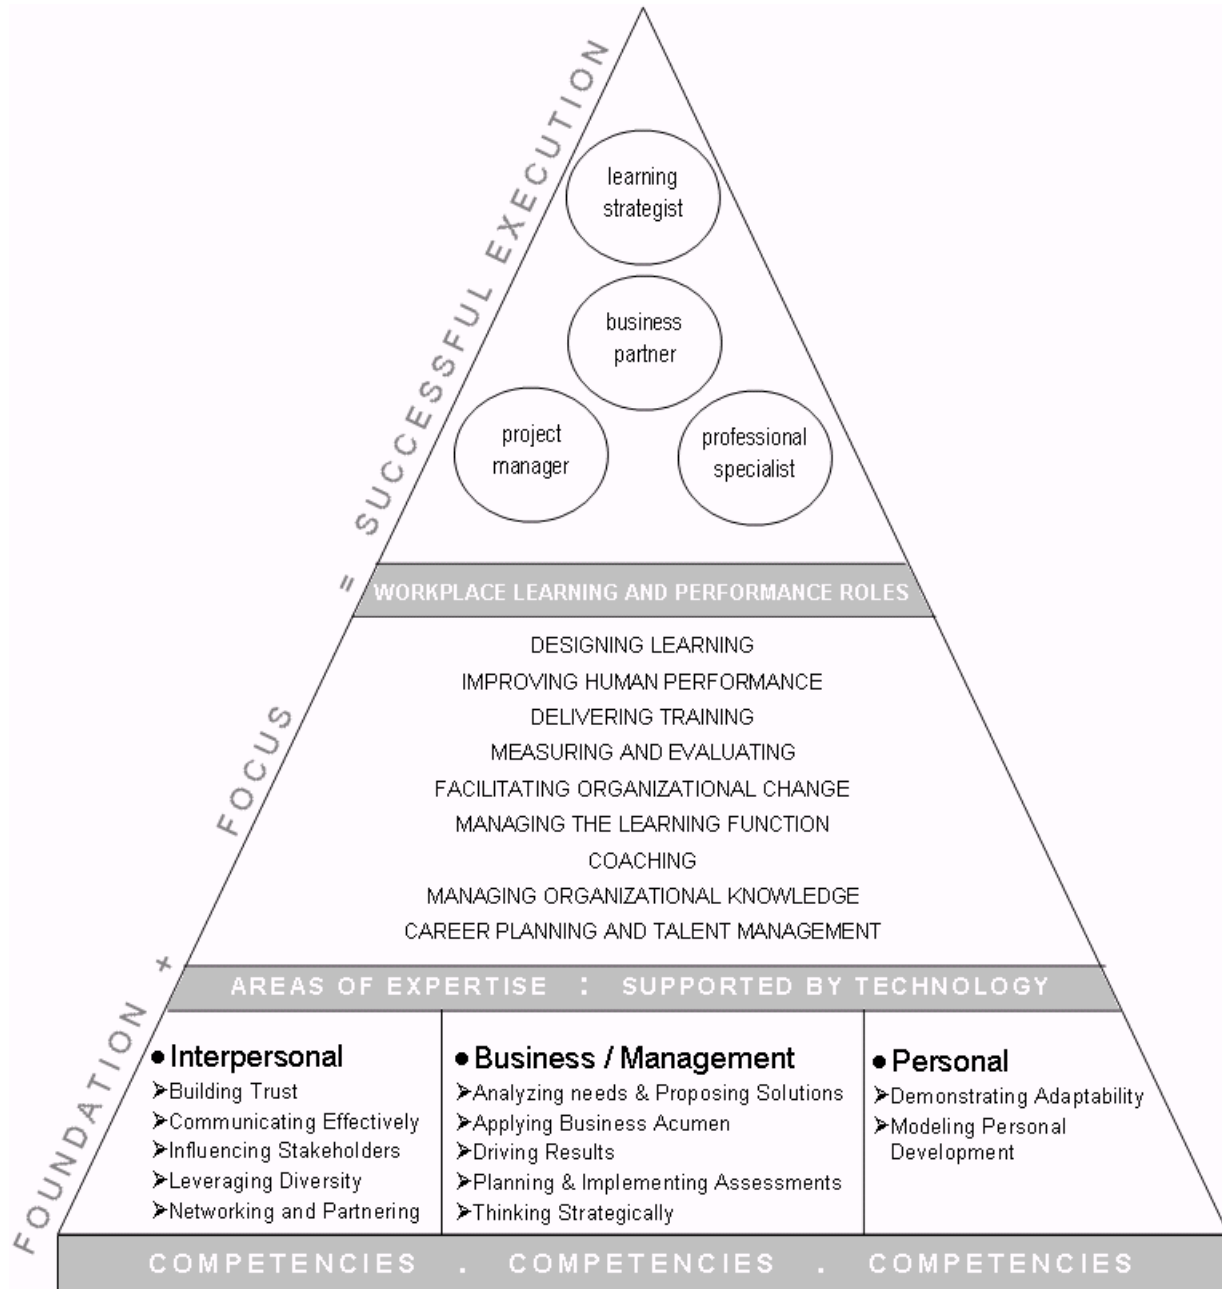 learning
strategist
business
partner
project
manager
professional
specialist
FOUNDATION + FOCUS = SUCCESSFUL EXECUTION
WORKPLACE LEARNING AND PERFORMANCE ROLES
DESIGNING LEARNING
IMPROVING HUMAN PERFORMANCE
DELIVERING TRAINING
MEASURING AND EVALUATING
FACILITATING ORGANIZATIONAL CHANGE
MANAGING THE LEARNING FUNCTION
COACHING
MANAGING ORGANIZATIONAL KNOWLEDGE
CAREER PLANNING AND TALENT MANAGEMENT
AREAS OF EXPERTISE : SUPPORTED BY TECHNOLOGY
● Interpersonal
➢Building Trust
➢Communicating Effectively
➢Influencing Stakeholders
➢Leveraging Diversity
➢Networking and Partnering
● Business / Management
➢Analyzing needs & Proposing Solutions
➢Applying Business Acumen
➢Driving Results
➢Planning & Implementing Assessments
➢Thinking Strategically
● Personal
➢Demonstrating Adaptability
➢Modeling Personal
Development
COMPETENCIES . COMPETENCIES . COMPETENCIES